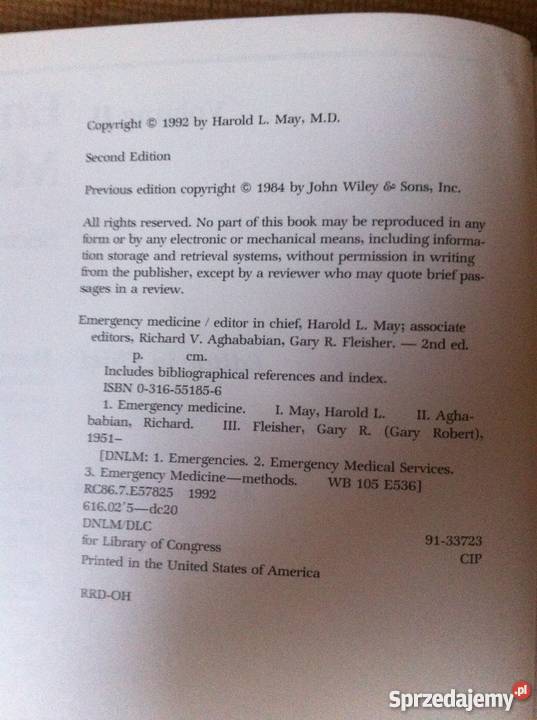 Copyright © 1992 by Harold L. May, M.D.
Second Edition
Previous edition copyright © 1984 by John Wiley & Sons, Inc.
All rights reserved. No part of this book may be reproduced in any
form or by any electronic or mechanical means, including informa-
tion storage and retrieval systems, without permission in writing
from the publisher, except by a reviewer who may quote brief pas-
sages in a review.
Emergency medicine / editor in chief, Harold L. May; associate
editors, Richard V. Aghababian, Gary R. Fleisher. — 2nd ed.
p. cm.
Includes bibliographical references and index.
ISBN 0-316-55185-6
1. Emergency medicine. I. May, Harold L. II. Agha-
babian, Richard. III. Fleisher, Gary R. (Gary Robert),
1951–
[DNLM: 1. Emergencies. 2. Emergency Medical Services.
3. Emergency Medicine—methods. WB 105 E536]
RC86.7.E57825 1992
616.02'5—dc20
DNLM/DLC
for Library of Congress 91-33723
CIP
Printed in the United States of America
RRD-OH
Sprzedajemy.pl